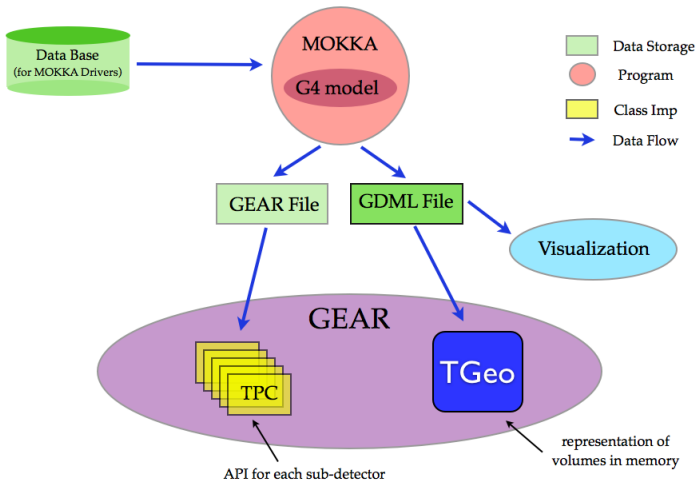 Data Base
(for MOKKA Drivers)
MOKKA
G4 model
Data Storage
Program
Class Imp
Data Flow
GEAR File
GDML File
Visualization
GEAR
TPC
TGeo
API for each sub-detector
representation of
volumes in memory